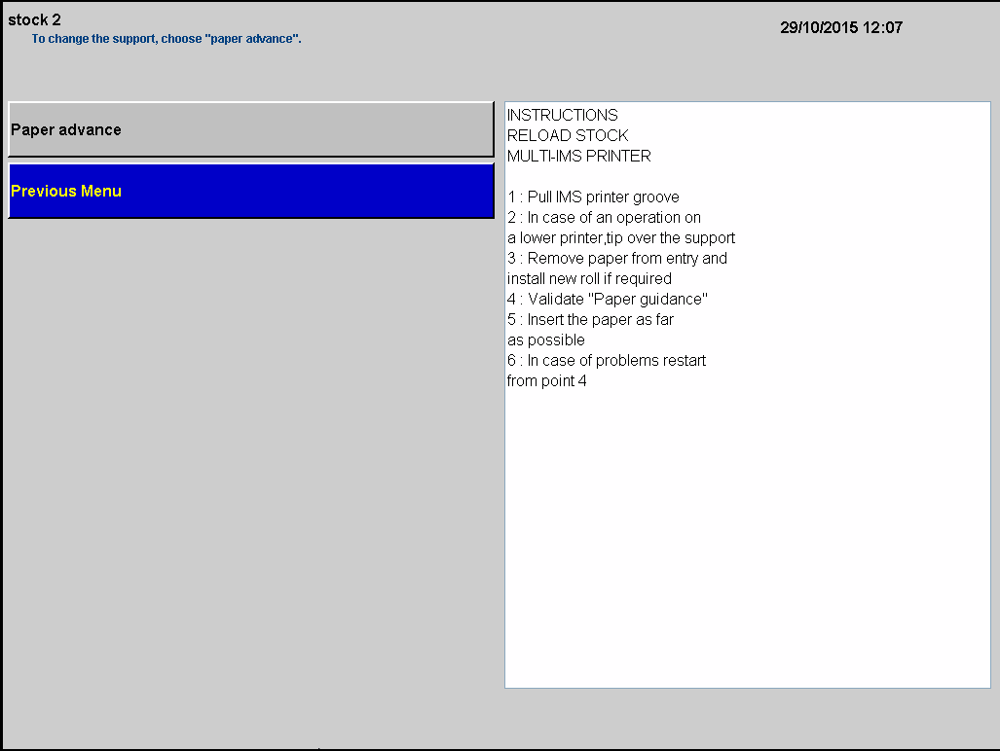 stock 2
To change the support, choose "paper advance".
29/10/2015 12:07
Paper advance
Previous Menu
INSTRUCTIONS
RELOAD STOCK
MULTI-IMS PRINTER
1 : Pull IMS printer groove
2 : In case of an operation on
a lower printer,tip over the support
3 : Remove paper from entry and
install new roll if required
4 : Validate "Paper guidance"
5 : Insert the paper as far
as possible
6 : In case of problems restart
from point 4